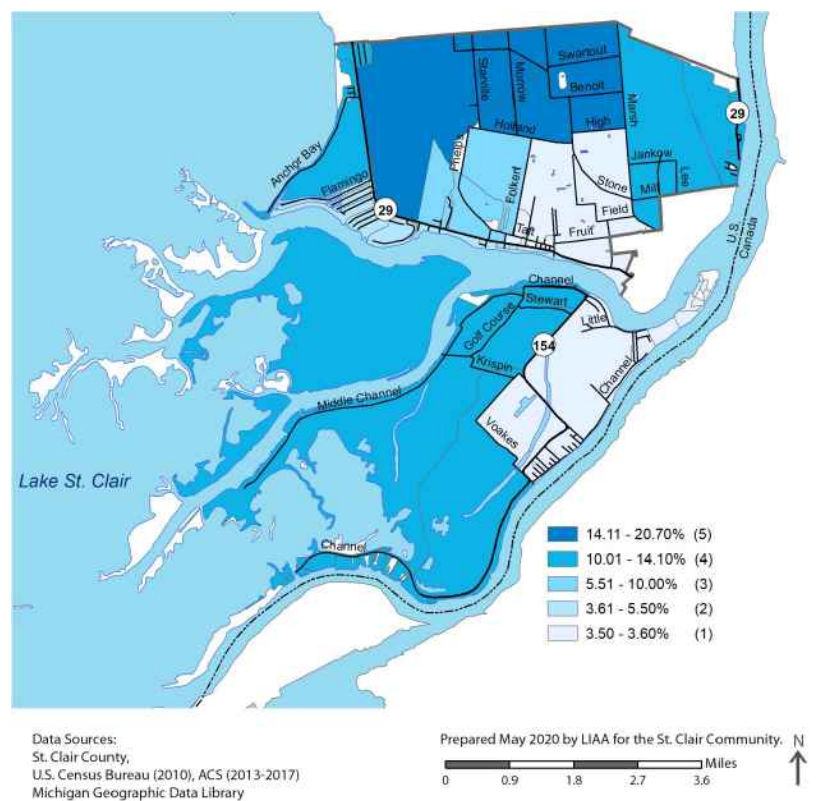 Swartout
Starville
Morrow
Benoit
Marsh
29
Holland
High
Anchor Bay
Phelps
Jankow
Flamingo
Folkert
Stone
Mill
Lee
29
Field
Taft
Fruit
U.S.
Canada
Channel
Stewart
Little
Golf Course
154
Krispin
Channel
Middle Channel
Voakes
Lake St. Clair
Channel
14.11 - 20.70% (5)
10.01 - 14.10% (4)
5.51 - 10.00% (3)
3.61 - 5.50% (2)
3.50 - 3.60% (1)
Data Sources:
St. Clair County,
U.S. Census Bureau (2010), ACS (2013-2017)
Michigan Geographic Data Library
Prepared May 2020 by LIAA for the St. Clair Community.
N
Miles
0 0.9 1.8 2.7 3.6